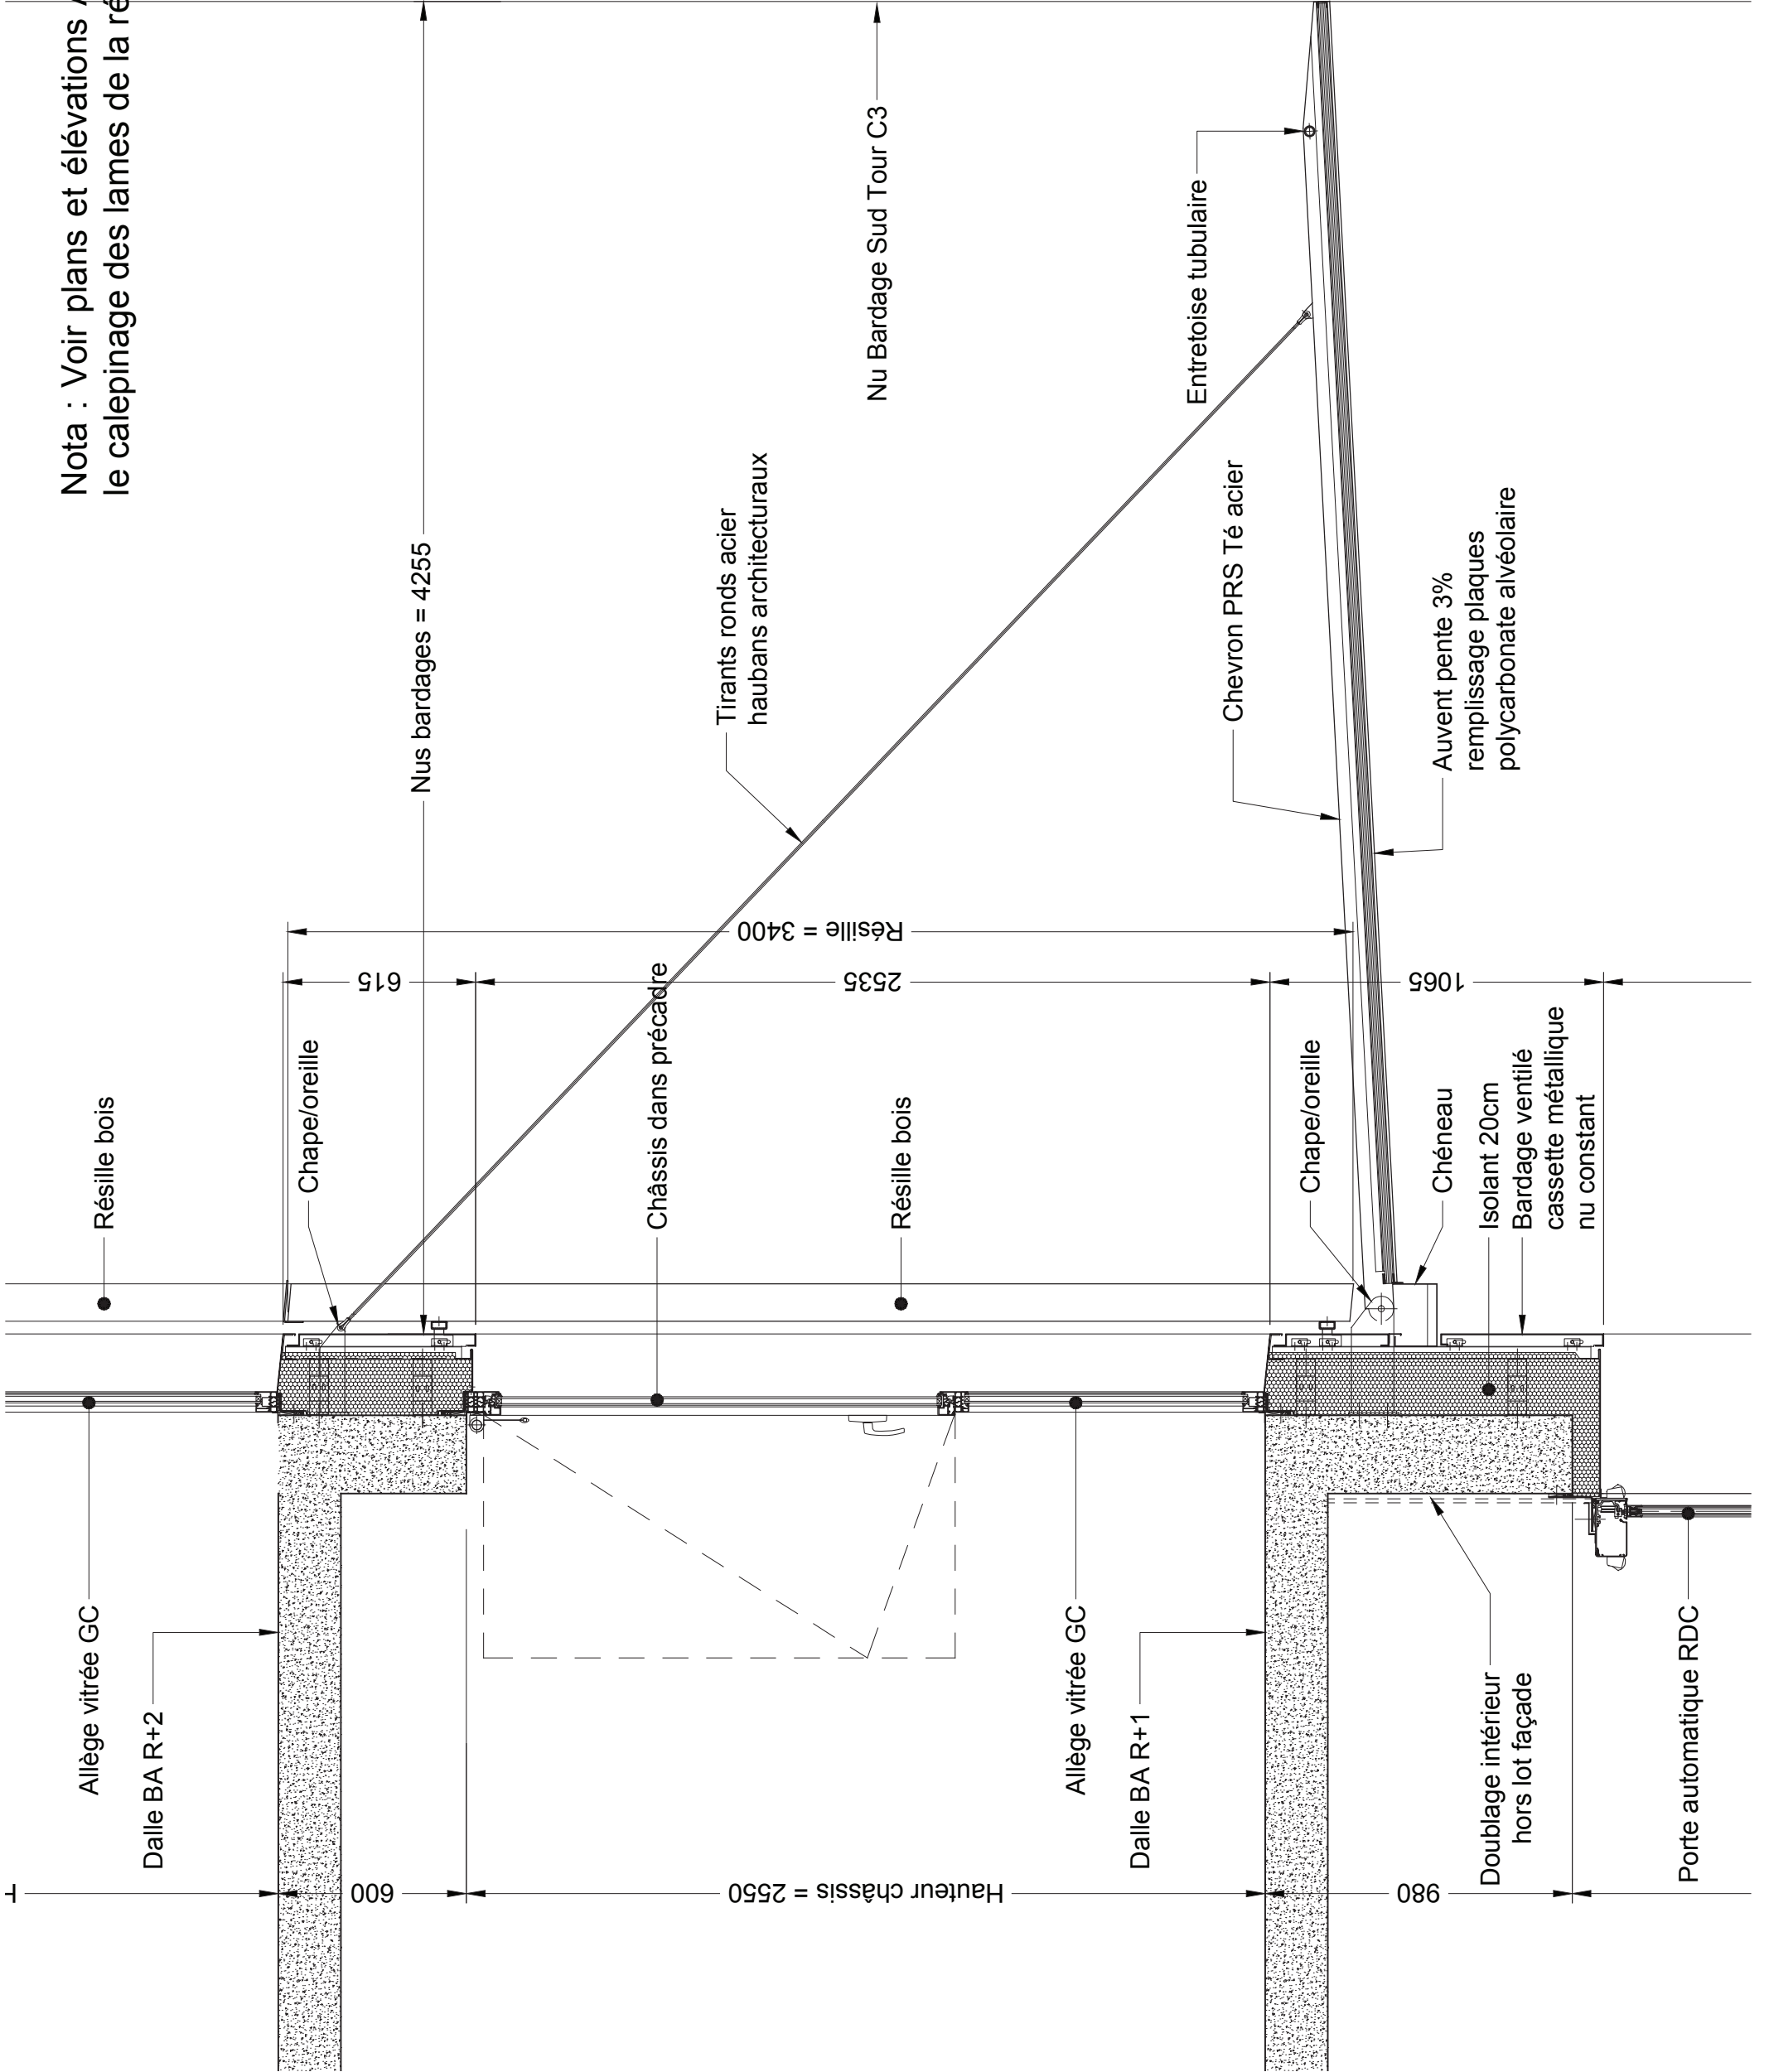 Nota : Voir plans et élévations
le calepinage des lames de la
Nus bardages = 4255
Nu Bardage Sud Tour C3
Entretoise tubulaire
Tirants ronds acier
haubans architecturaux
Chevron PRS Té acier
Auvent pente 3%
remplissage plaques
polycarbonate alvéolaire
Résille = 3400
615
2535
1065
Résille bois
Chape/oreille
Châssis dans précadre
Résille bois
Chape/oreille
Chéneau
Isolant 20cm
Bardage ventilé
cassette métallique
nu constant
Allège vitrée GC
Dalle BA R+2
Allège vitrée GC
Dalle BA R+1
Doublage intérieur
hors lot façade
Porte automatique RDC
600
Hauteur châssis = 2550
980